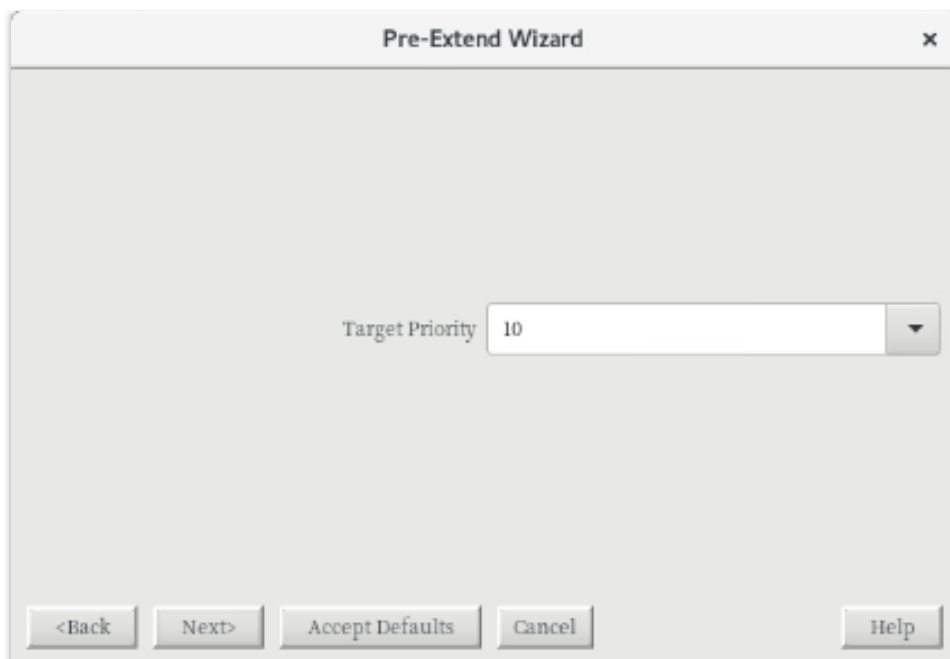 Pre-Extend Wizard
Target Priority 10
<Back Next> Accept Defaults Cancel Help